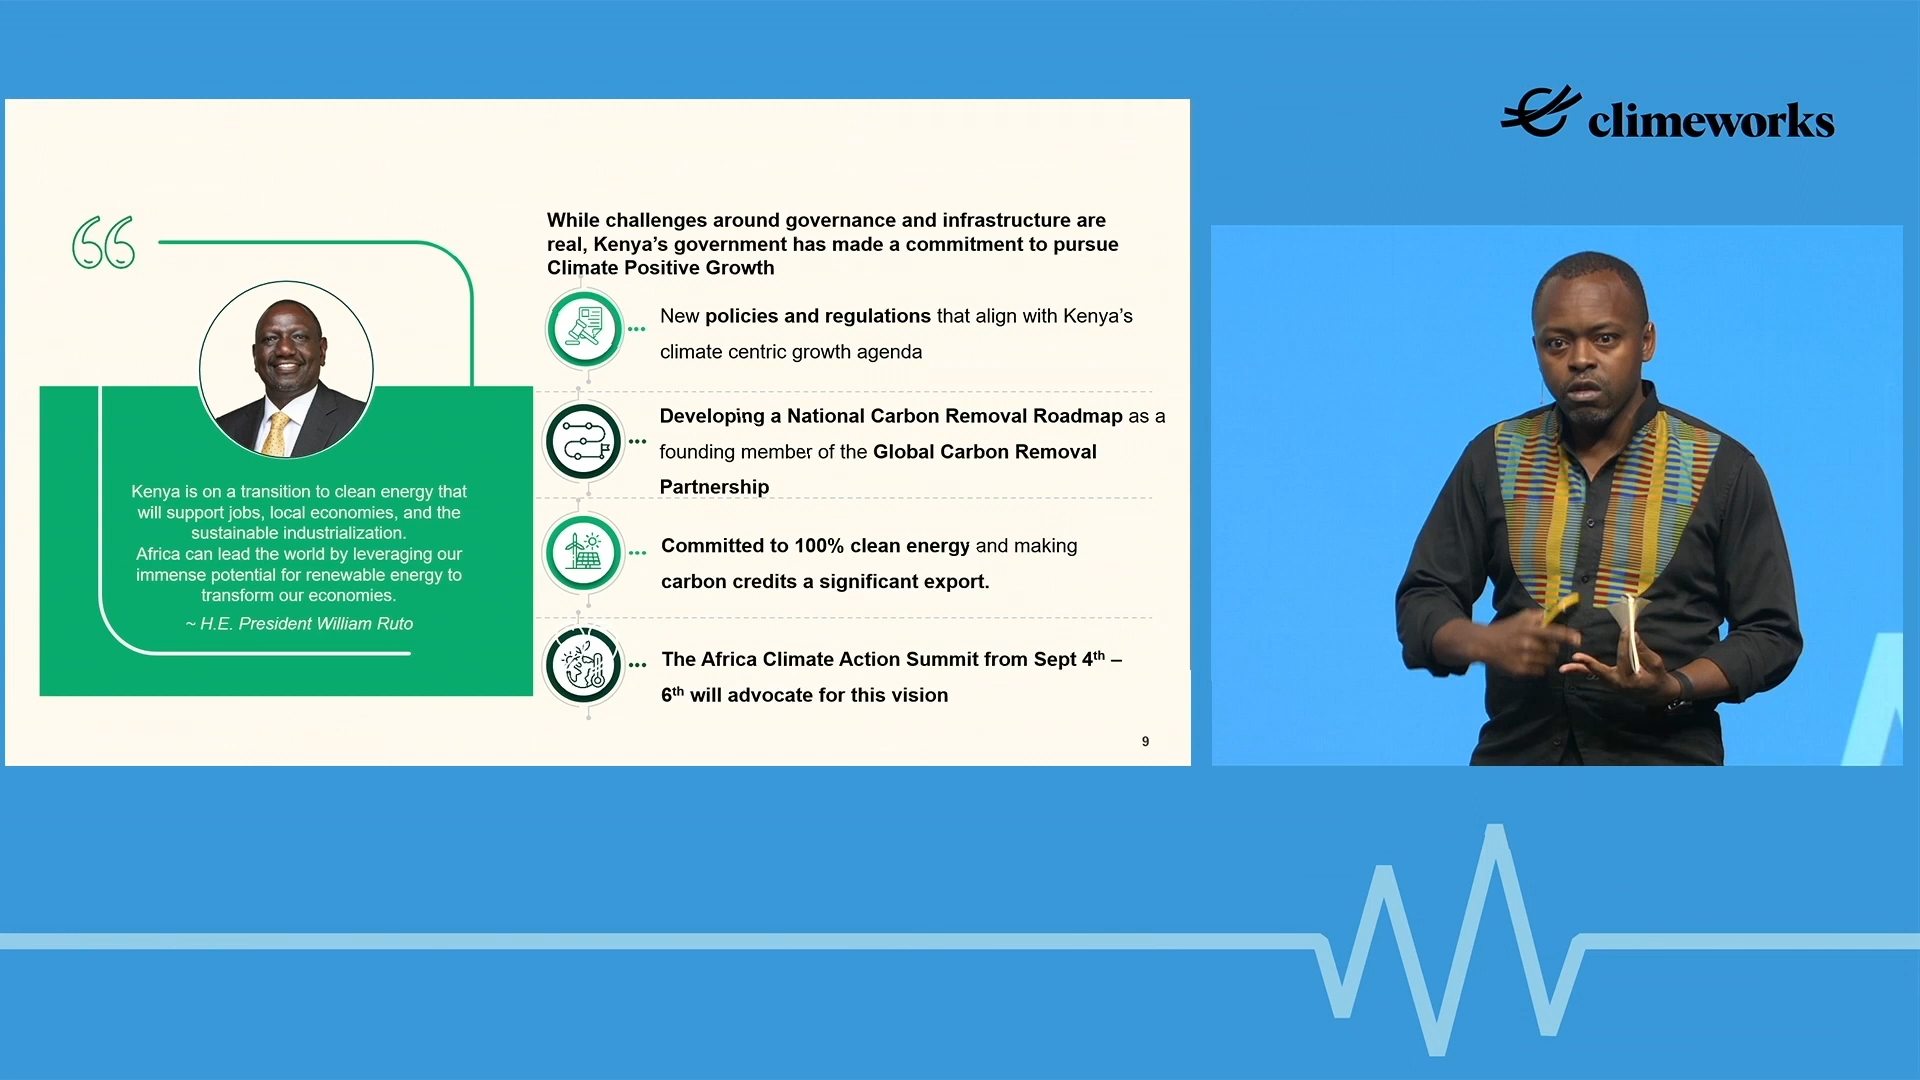 climeworks
While challenges around governance and infrastructure are
real, Kenya’s government has made a commitment to pursue
Climate Positive Growth
New policies and regulations that align with Kenya’s
climate centric growth agenda
Developing a National Carbon Removal Roadmap as a
founding member of the Global Carbon Removal
Partnership
Committed to 100% clean energy and making
carbon credits a significant export.
The Africa Climate Action Summit from Sept 4th –
6th will advocate for this vision
Kenya is on a transition to clean energy that
will support jobs, local economies, and the
sustainable industrialization.
Africa can lead the world by leveraging our
immense potential for renewable energy to
transform our economies.
~ H.E. President William Ruto
9